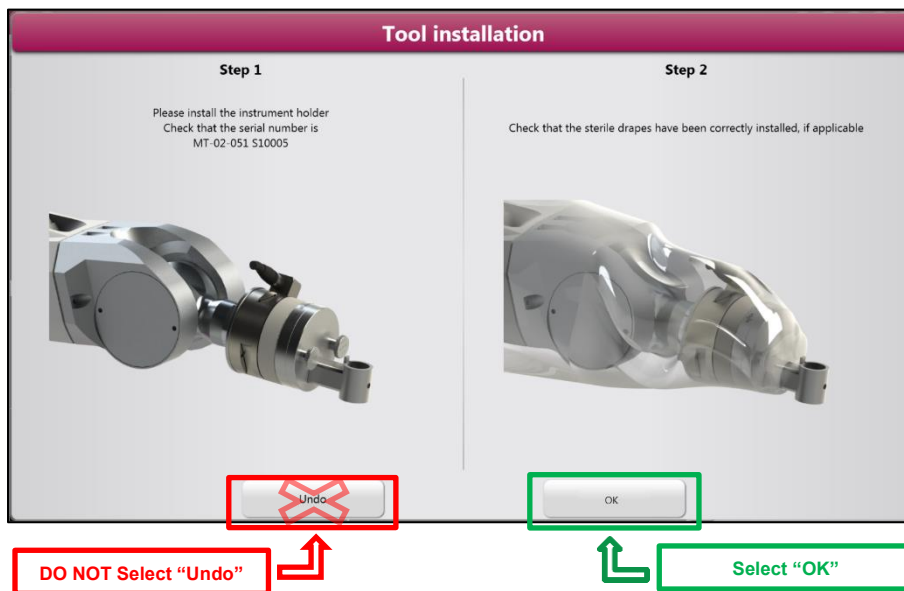 Tool installation
Step 1
Please install the instrument holder
Check that the serial number is
MT-02-051 S10005
Step 2
Check that the sterile drapes have been correctly installed, if applicable
Undo
OK
DO NOT Select “Undo”
Select “OK”